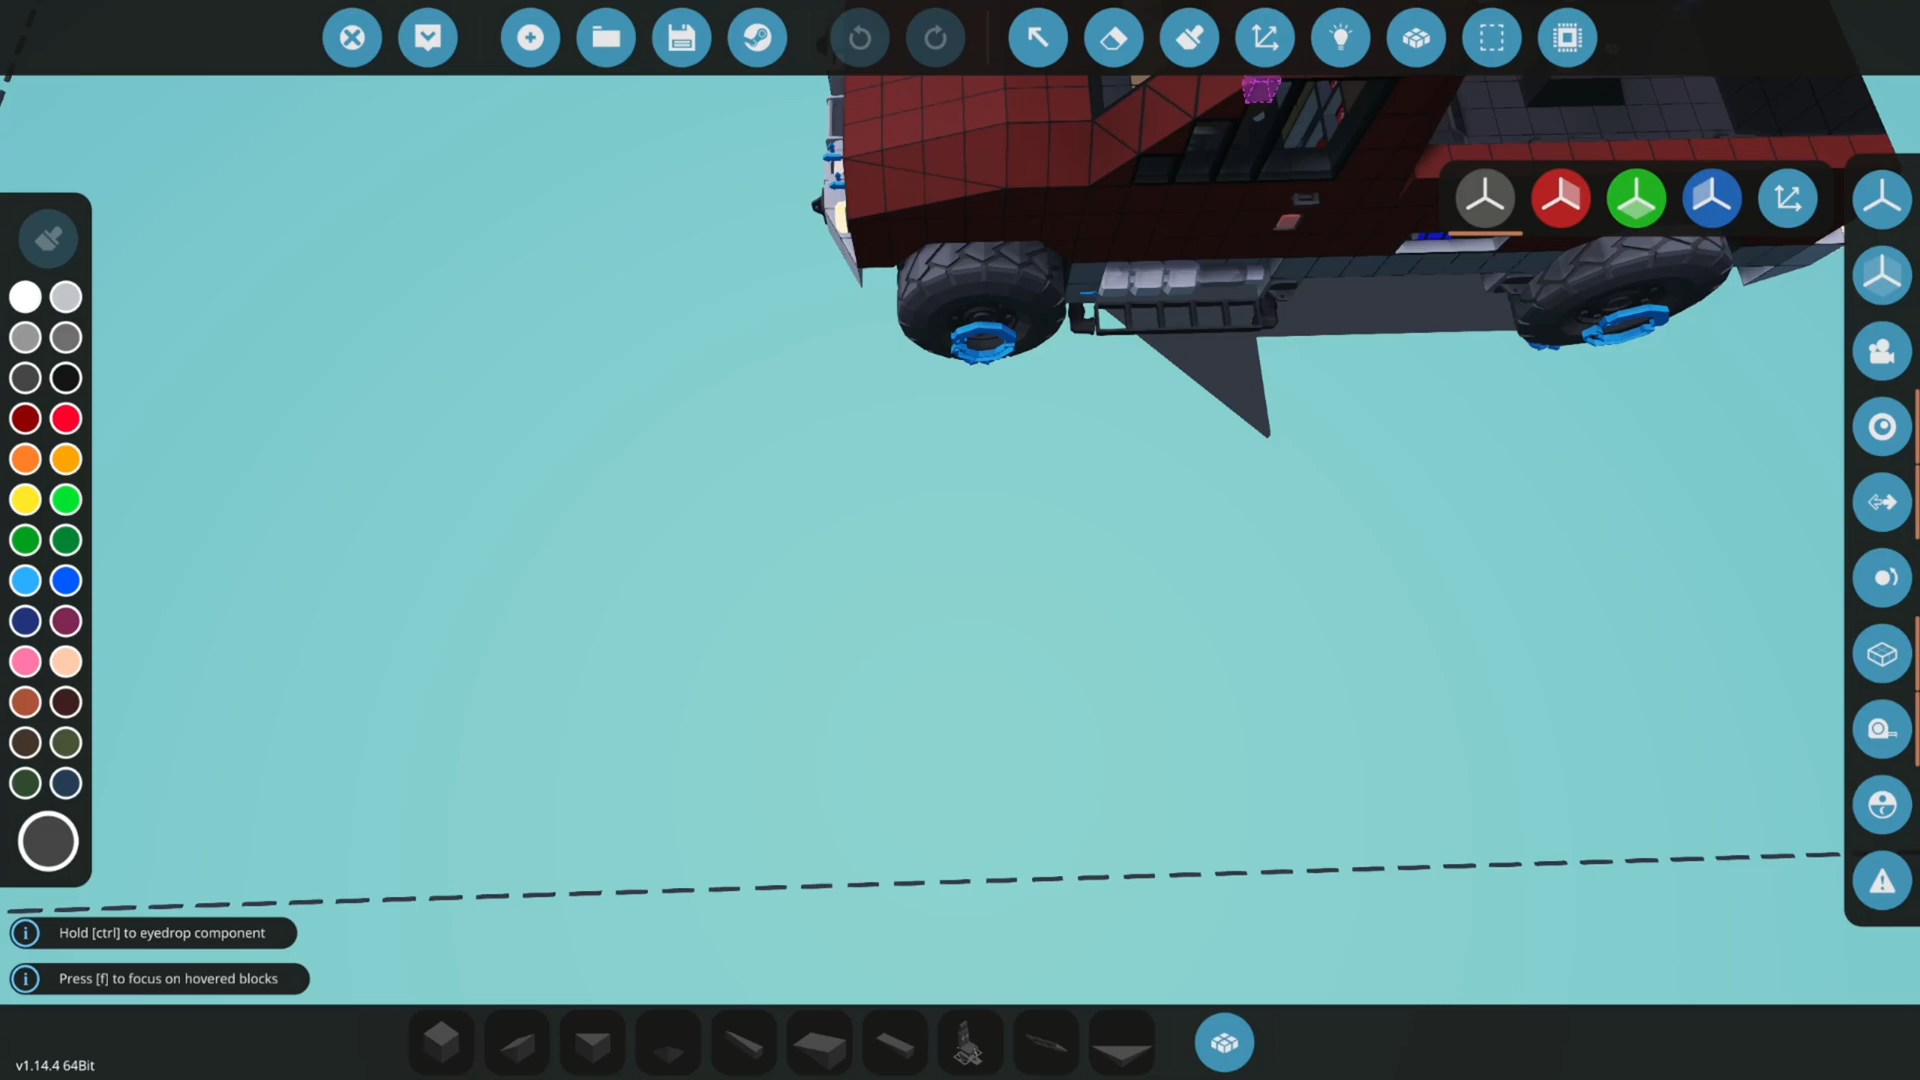 Hold [ctrl] to eyedrop component
Press [f] to focus on hovered blocks
v1.14.4 64Bit